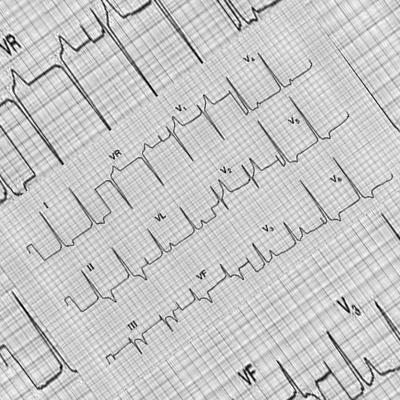 VR
I VR V₁ V₄
II VL V₂ V₅
III VF V₃ V₆
VF V₃